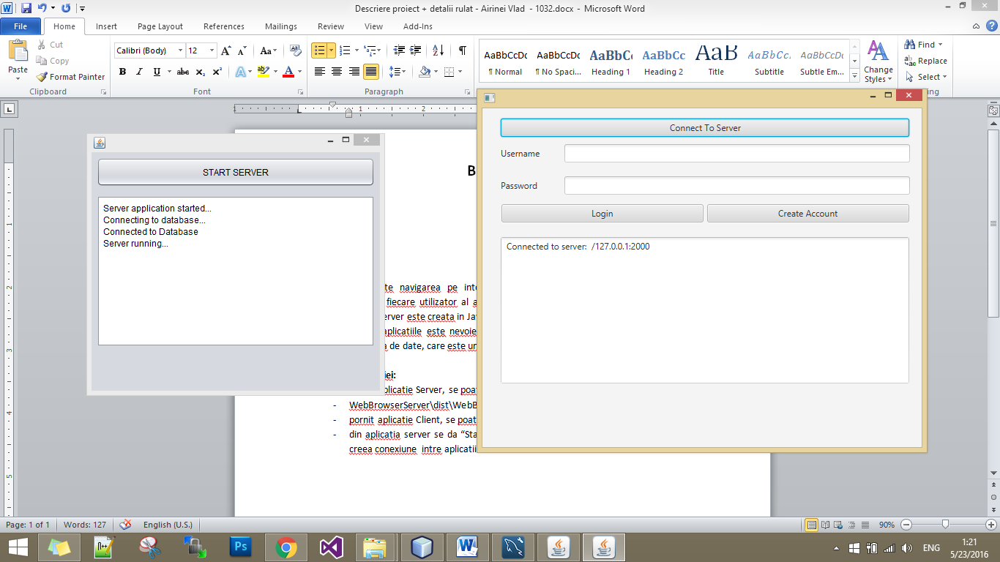 Descriere proiect + detalii rulat - Airinei Vlad - 1032.docx - Microsoft Word
File Home Insert Page Layout References Mailings Review View Add-Ins
Paste
Cut
Copy
Format Painter
Clipboard
Calibri (Body) 12
Font
Paragraph
AaBbCcDc AaBbCcDc AaBbCc AaBbCc AaB AaBbCc. AaBbCcDc
¶ Normal ¶ No Spaci... Heading 1 Heading 2 Title Subtitle Subtle Em...
Change
Styles
Find
Replace
Select
START SERVER
Server application started...
Connecting to database...
Connected to Database
Server running...
Connect To Server
Username
Password
Login Create Account
Connected to server: /127.0.0.1:2000
B
te navigarea pe inte
fiecare utilizator al a
erver este creata in Jav
aplicatiile este nevoie
a de date, care este un
iei:
plicatie Server, se poat
- WebBrowserServer\dist\WebB
- pornit aplicatie Client, se poat
- din aplicatia server se da “Sta
creea conexiune intre aplicatii
Page: 1 of 1 Words: 127 English (U.S.) 90%
ENG
1:21
5/23/2016